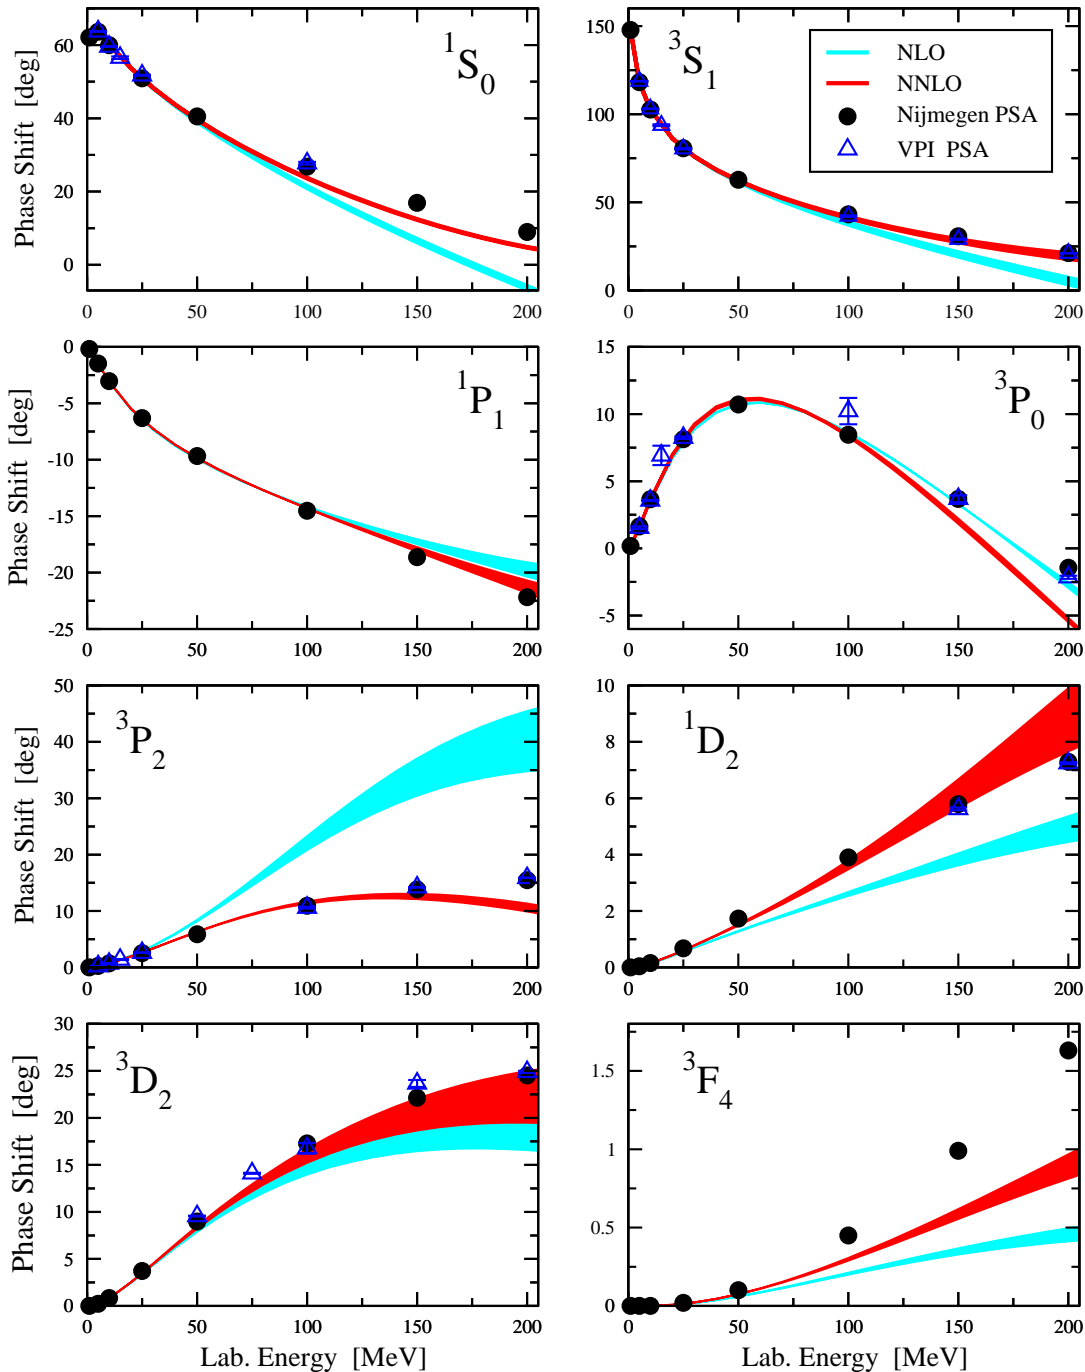 Phase Shift [deg]
60
40
20
0
¹S₀
0 50 100 150 200
150
100
50
0
³S₁
NLO
NNLO
Nijmegen PSA
VPI PSA
0 50 100 150 200
Phase Shift [deg]
0
-5
-10
-15
-20
-25
¹P₁
0 50 100 150 200
15
10
5
0
-5
³P₀
0 50 100 150 200
Phase Shift [deg]
50
40
30
20
10
0
³P₂
0 50 100 150 200
10
8
6
4
2
0
¹D₂
0 50 100 150 200
Phase Shift [deg]
30
25
20
15
10
5
0
³D₂
0 50 100 150 200
Lab. Energy [MeV]
1.5
1
0.5
0
³F₄
0 50 100 150 200
Lab. Energy [MeV]